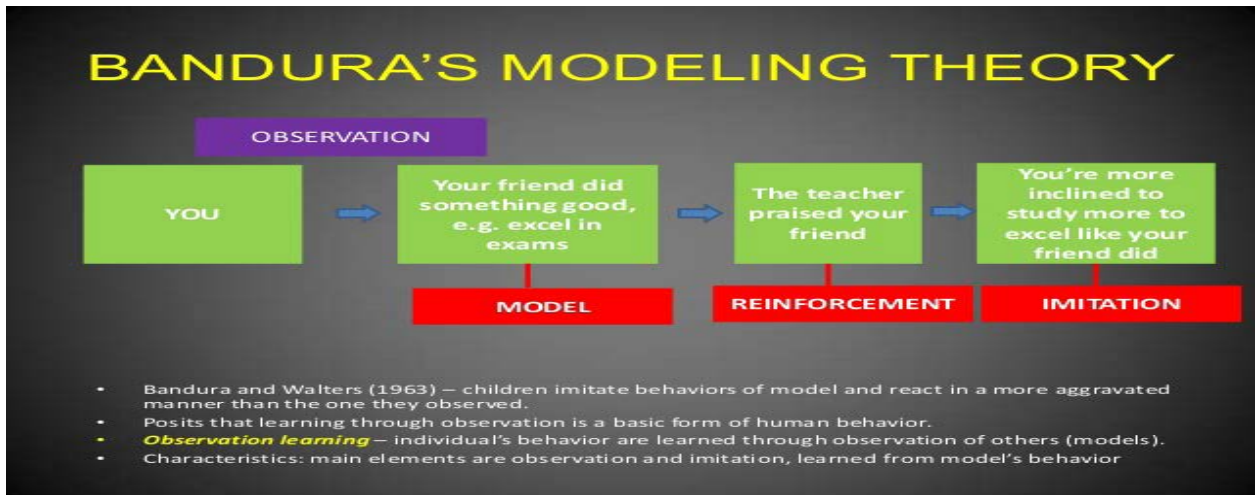 BANDURA'S MODELING THEORY
OBSERVATION
YOU
Your friend did
something good,
e.g. excel in
exams
The teacher
praised your
friend
You're more
inclined to
study more to
excel like your
friend did
MODEL
REINFORCEMENT
IMITATION
• Bandura and Walters (1963) – children imitate behaviors of model and react in a more aggravated
manner than the one they observed.
• Posits that learning through observation is a basic form of human behavior.
• Observation learning – individual's behavior are learned through observation of others (models).
• Characteristics: main elements are observation and imitation, learned from model's behavior